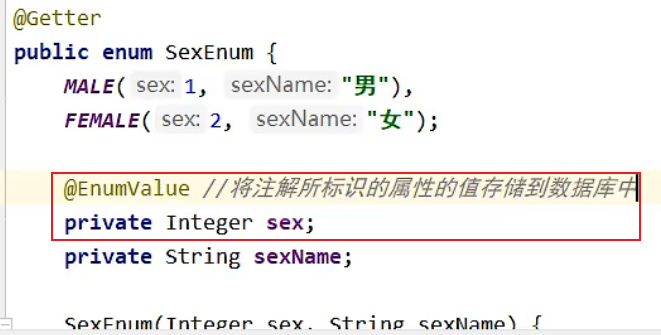 @Getter
public enum SexEnum {
MALE( sex: 1, sexName: "男"),
FEMALE( sex: 2, sexName: "女");
@EnumValue //将注解所标识的属性的值存储到数据库中
private Integer sex;
private String sexName;
SexEnum(Integer sex, String sexName) {